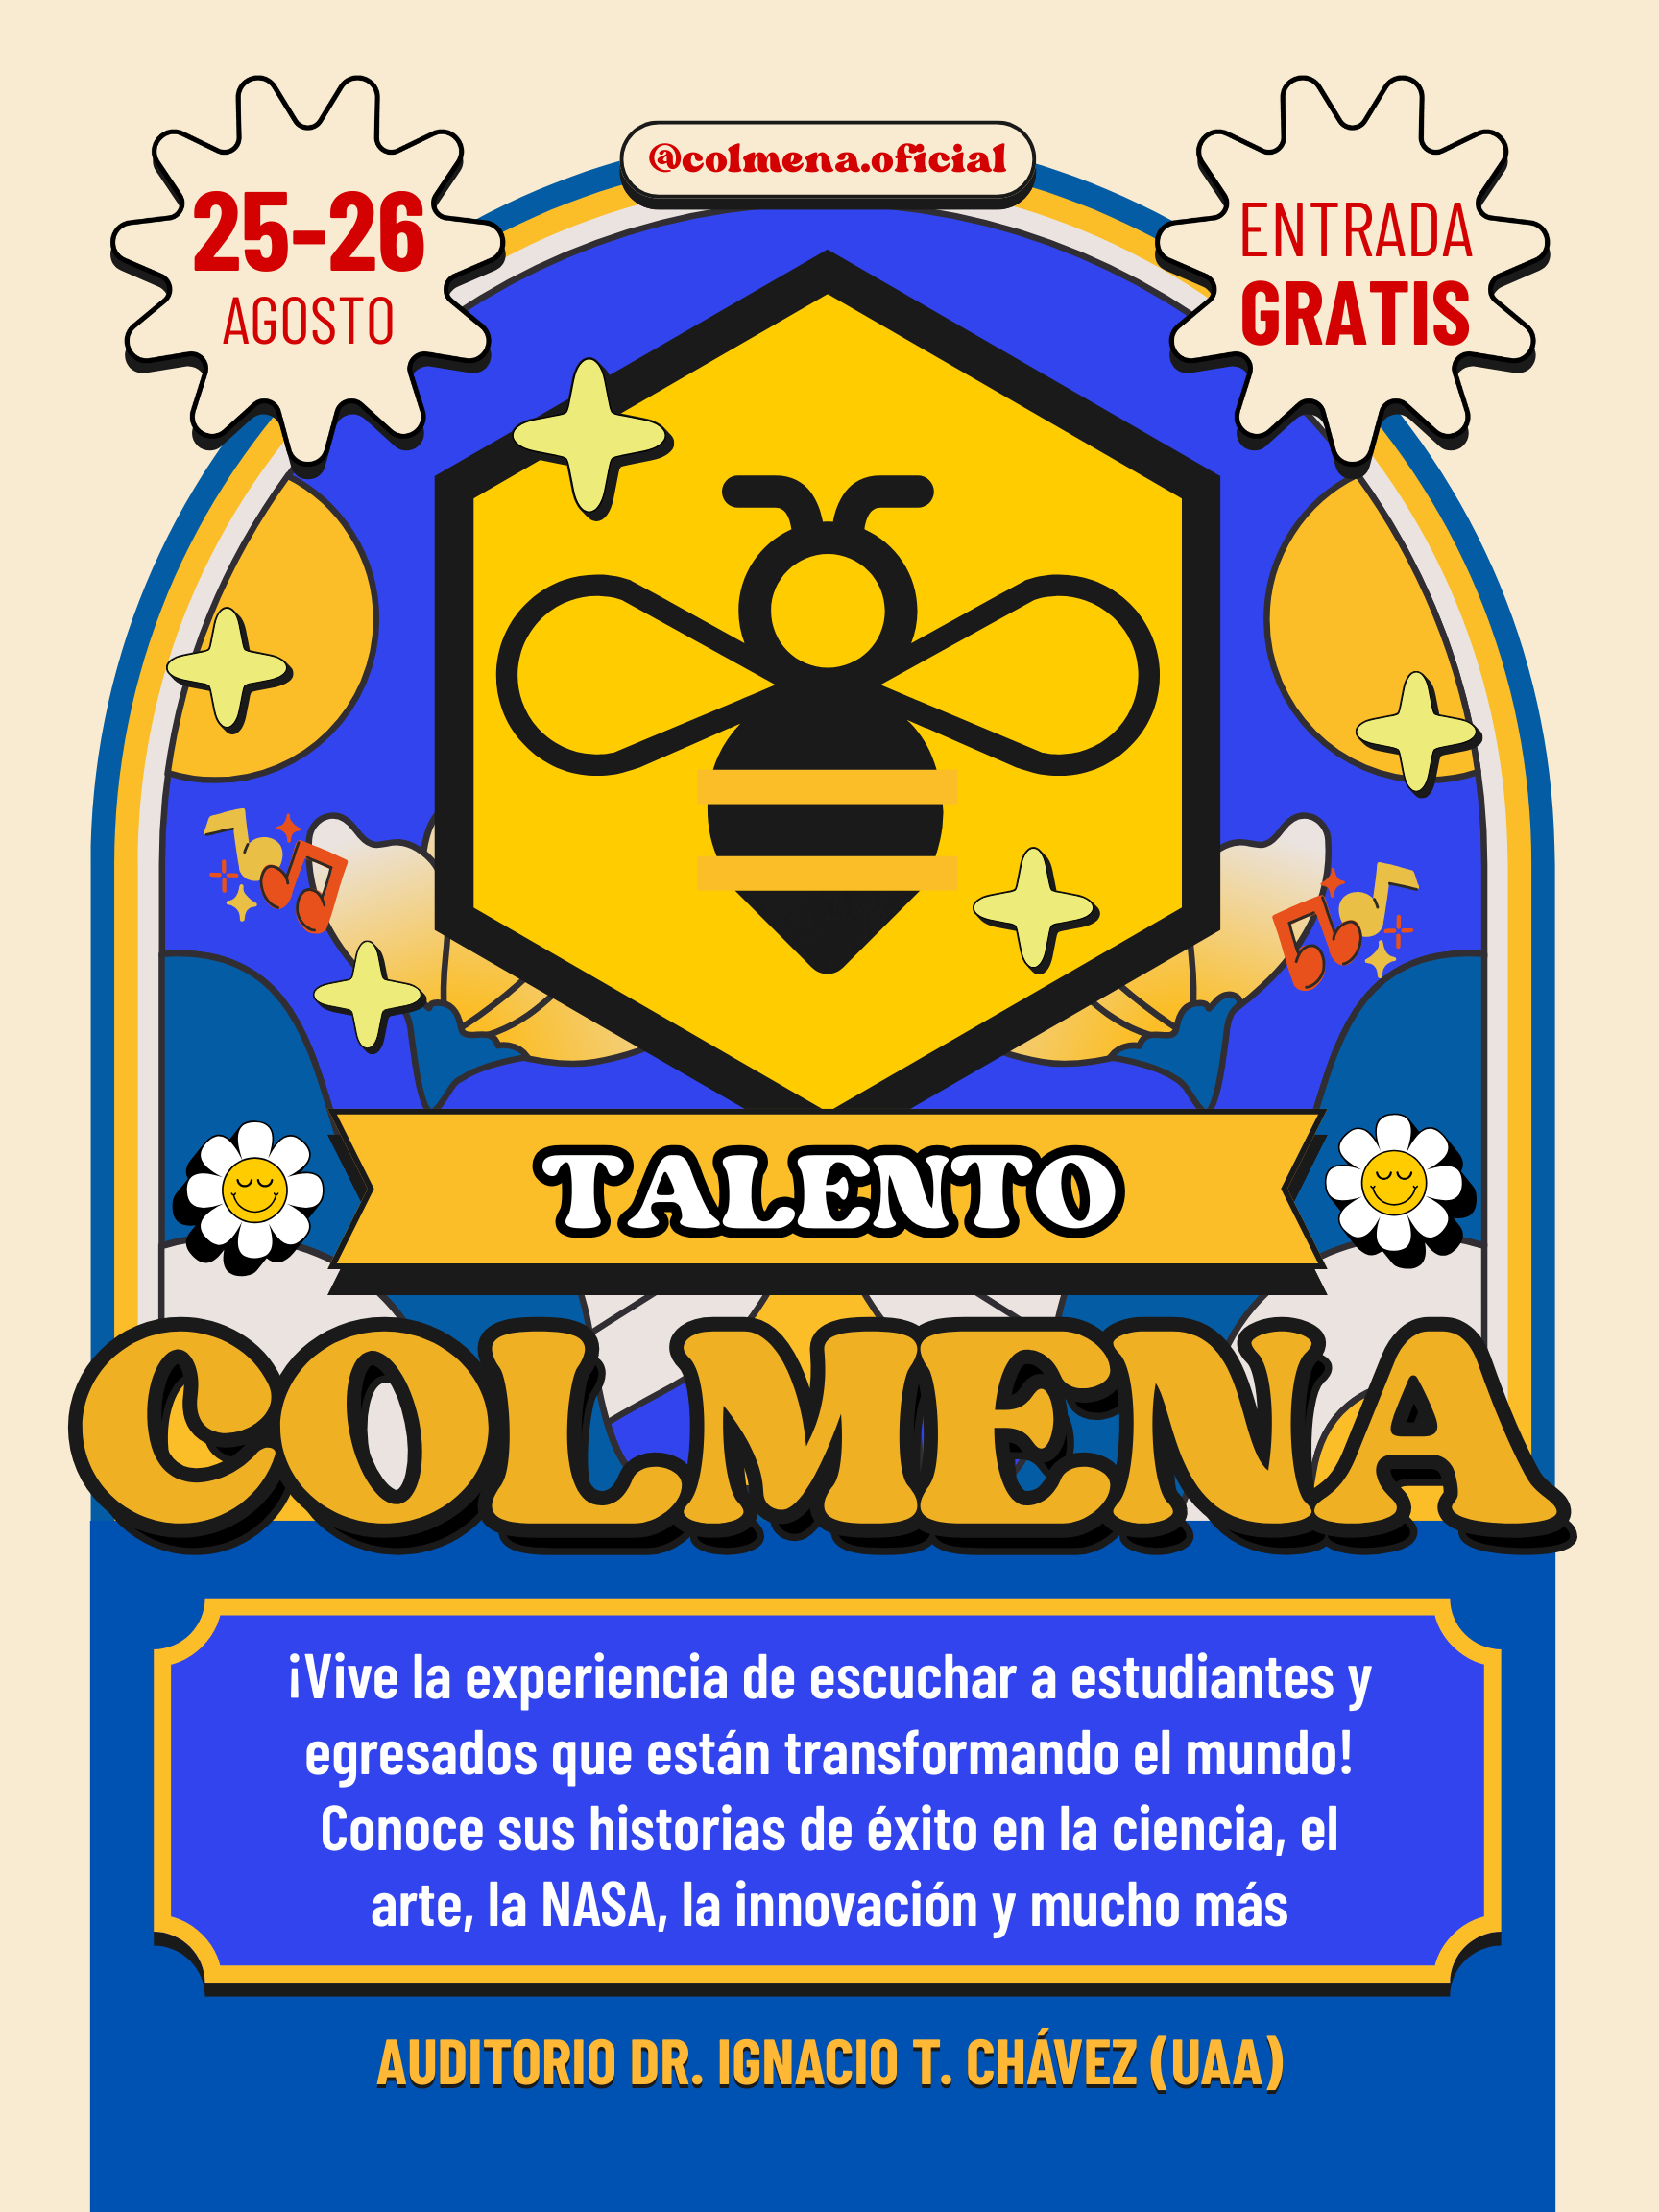 @colmena.oficial
25-26
AGOSTO
ENTRADA
GRATIS
TALENTO
COLMENA
¡Vive la experiencia de escuchar a estudiantes y
egresados que están transformando el mundo!
Conoce sus historias de éxito en la ciencia, el
arte, la NASA, la innovación y mucho más
AUDITORIO DR. IGNACIO T. CHÁVEZ (UAA)